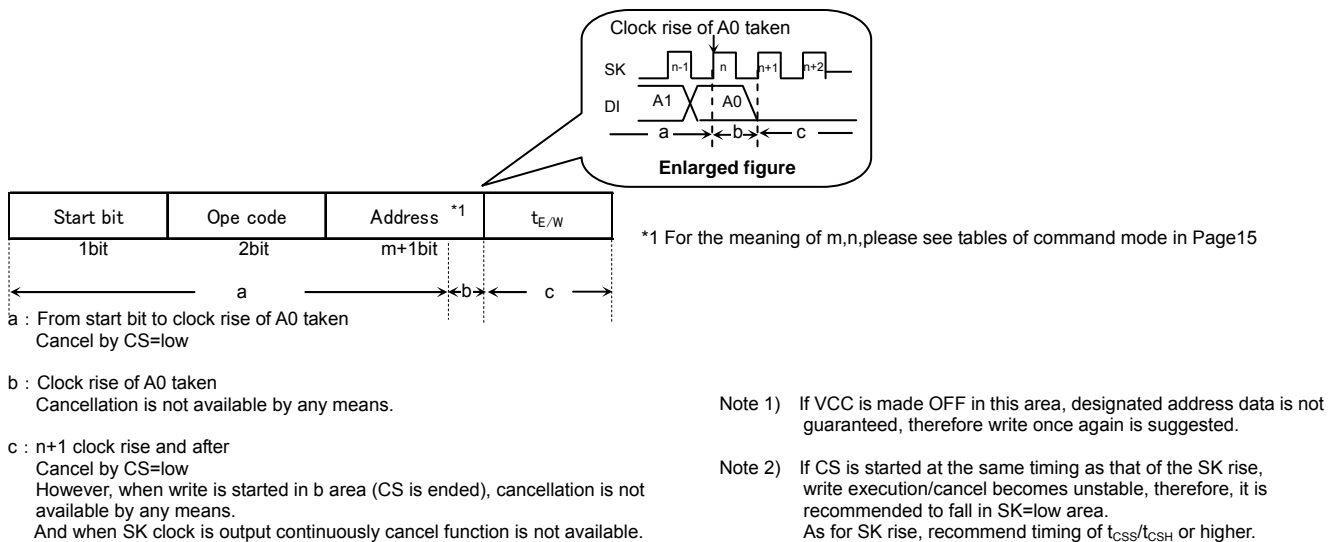 Clock rise of A0 taken
SK
n-1
n
n+1
n+2
DI
A1
A0
a
b
c
Enlarged figure
Start bit
Ope code
Address *1
tE/W
1bit
2bit
m+1bit
*1 For the meaning of m,n,please see tables of command mode in Page15
a
b
c
a : From start bit to clock rise of A0 taken
Cancel by CS=low
b : Clock rise of A0 taken
Cancellation is not available by any means.
c : n+1 clock rise and after
Cancel by CS=low
However, when write is started in b area (CS is ended), cancellation is not
available by any means.
And when SK clock is output continuously cancel function is not available.
Note 1) If VCC is made OFF in this area, designated address data is not
guaranteed, therefore write once again is suggested.
Note 2) If CS is started at the same timing as that of the SK rise,
write execution/cancel becomes unstable, therefore, it is
recommended to fall in SK=low area.
As for SK rise, recommend timing of tCSS/tCSH or higher.